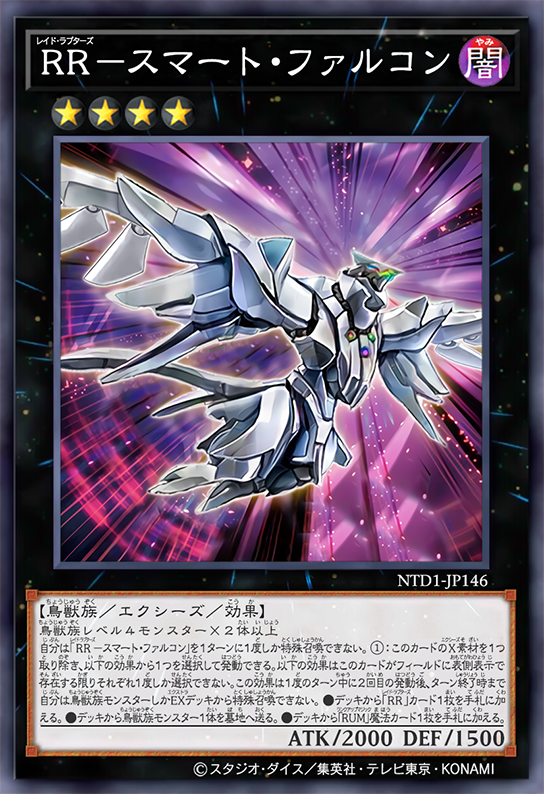 レイド・ラプターズ
RR－スマート・ファルコン
やみ
闇
NTD1-JP146
【鳥獣族／エクシーズ／効果】
鳥獣族レベル４モンスター×２体以上
自分は「RR－スマート・ファルコン」を1ターンに1度しか特殊召喚できない。①：このカードのX素材を１つ
取り除き、以下の効果から1つを選択して発動できる。以下の効果はこのカードがフィールドに表側表示で
存在する限りそれぞれ１度しか選択できない。この効果は1度のターン中に２回目の発動後、ターン終了時まで
自分は鳥獣族モンスターしかEXデッキから特殊召喚できない。●デッキから「RR」カード１枚を手札に加
える。●デッキから鳥獣族モンスター1体を墓地へ送る。●デッキから「RUM」魔法カード１枚を手札に加える。
ATK/2000 DEF/1500
©スタジオ・ダイス／集英社・テレビ東京・KONAMI